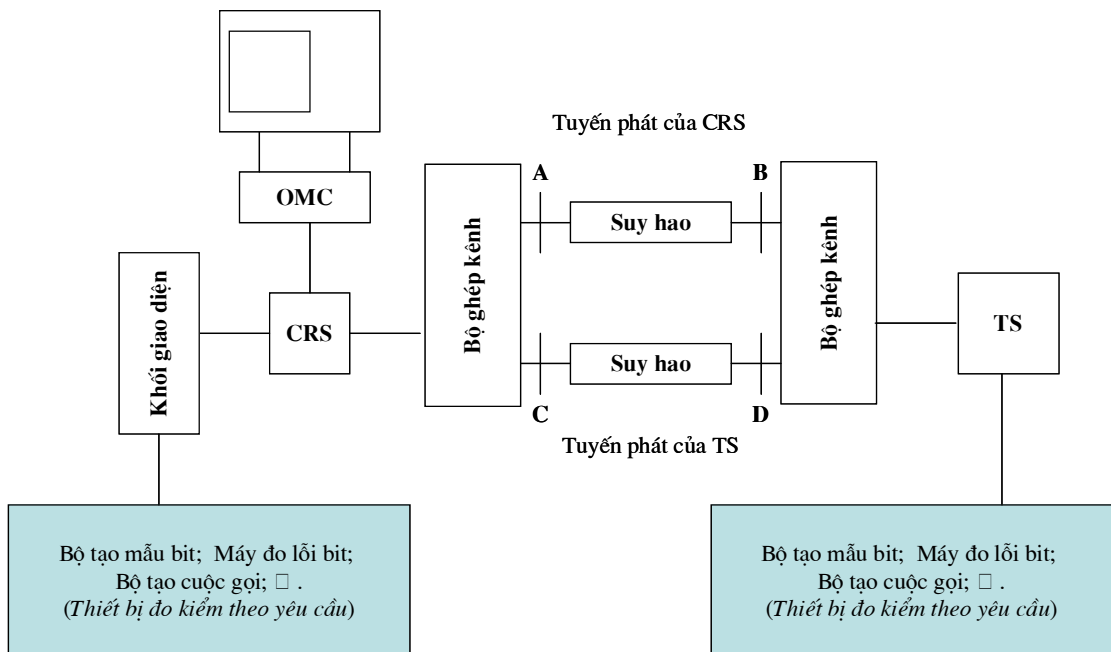 Tuyến phát của CRS
A
B
OMC
Suy hao
Khối giao diện
CRS
Bộ ghép kênh
Bộ ghép kênh
TS
Suy hao
C
D
Tuyến phát của TS
Bộ tạo mẫu bit; Máy đo lỗi bit;
Bộ tạo cuộc gọi; □ .
(Thiết bị đo kiểm theo yêu cầu)
Bộ tạo mẫu bit; Máy đo lỗi bit;
Bộ tạo cuộc gọi; □ .
(Thiết bị đo kiểm theo yêu cầu)